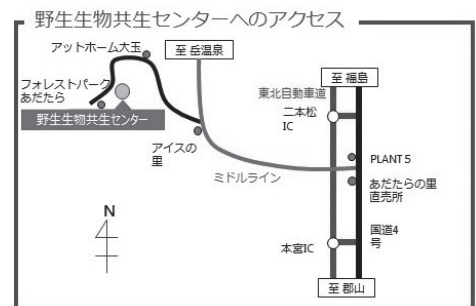 野生生物共生センターへのアクセス
アットホーム大玉
至 岳温泉
至 福島
フォレストパーク
あだたら
東北自動車道
二本松
IC
野生生物共生センター
アイスの
里
PLANT 5
ミドルライン
あだたらの里
直売所
N
国道4
号
本宮IC
至 郡山